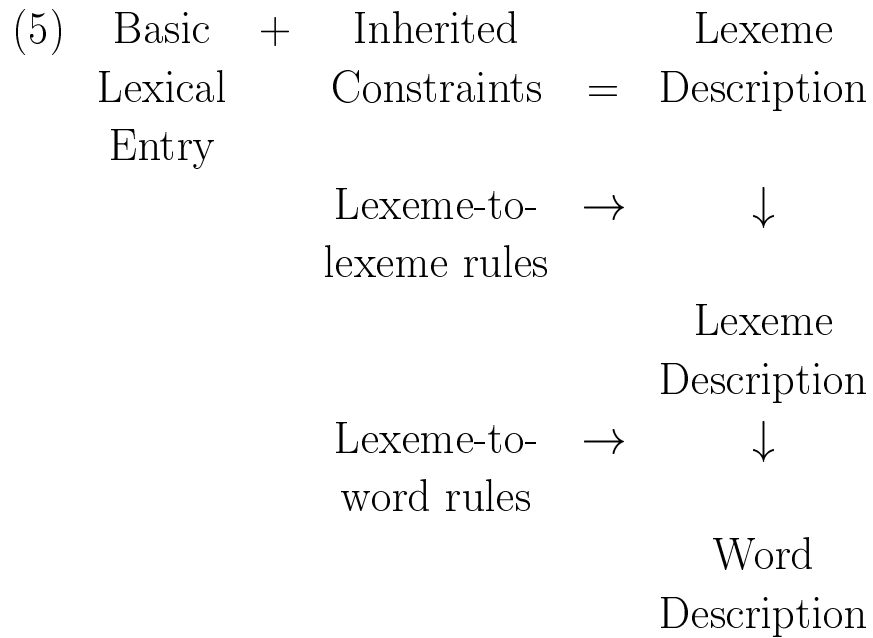 (5) Basic + Inherited Lexeme
Lexical Constraints = Description
Entry
Lexeme-to- → ↓
lexeme rules
Lexeme
Description
Lexeme-to- → ↓
word rules
Word
Description